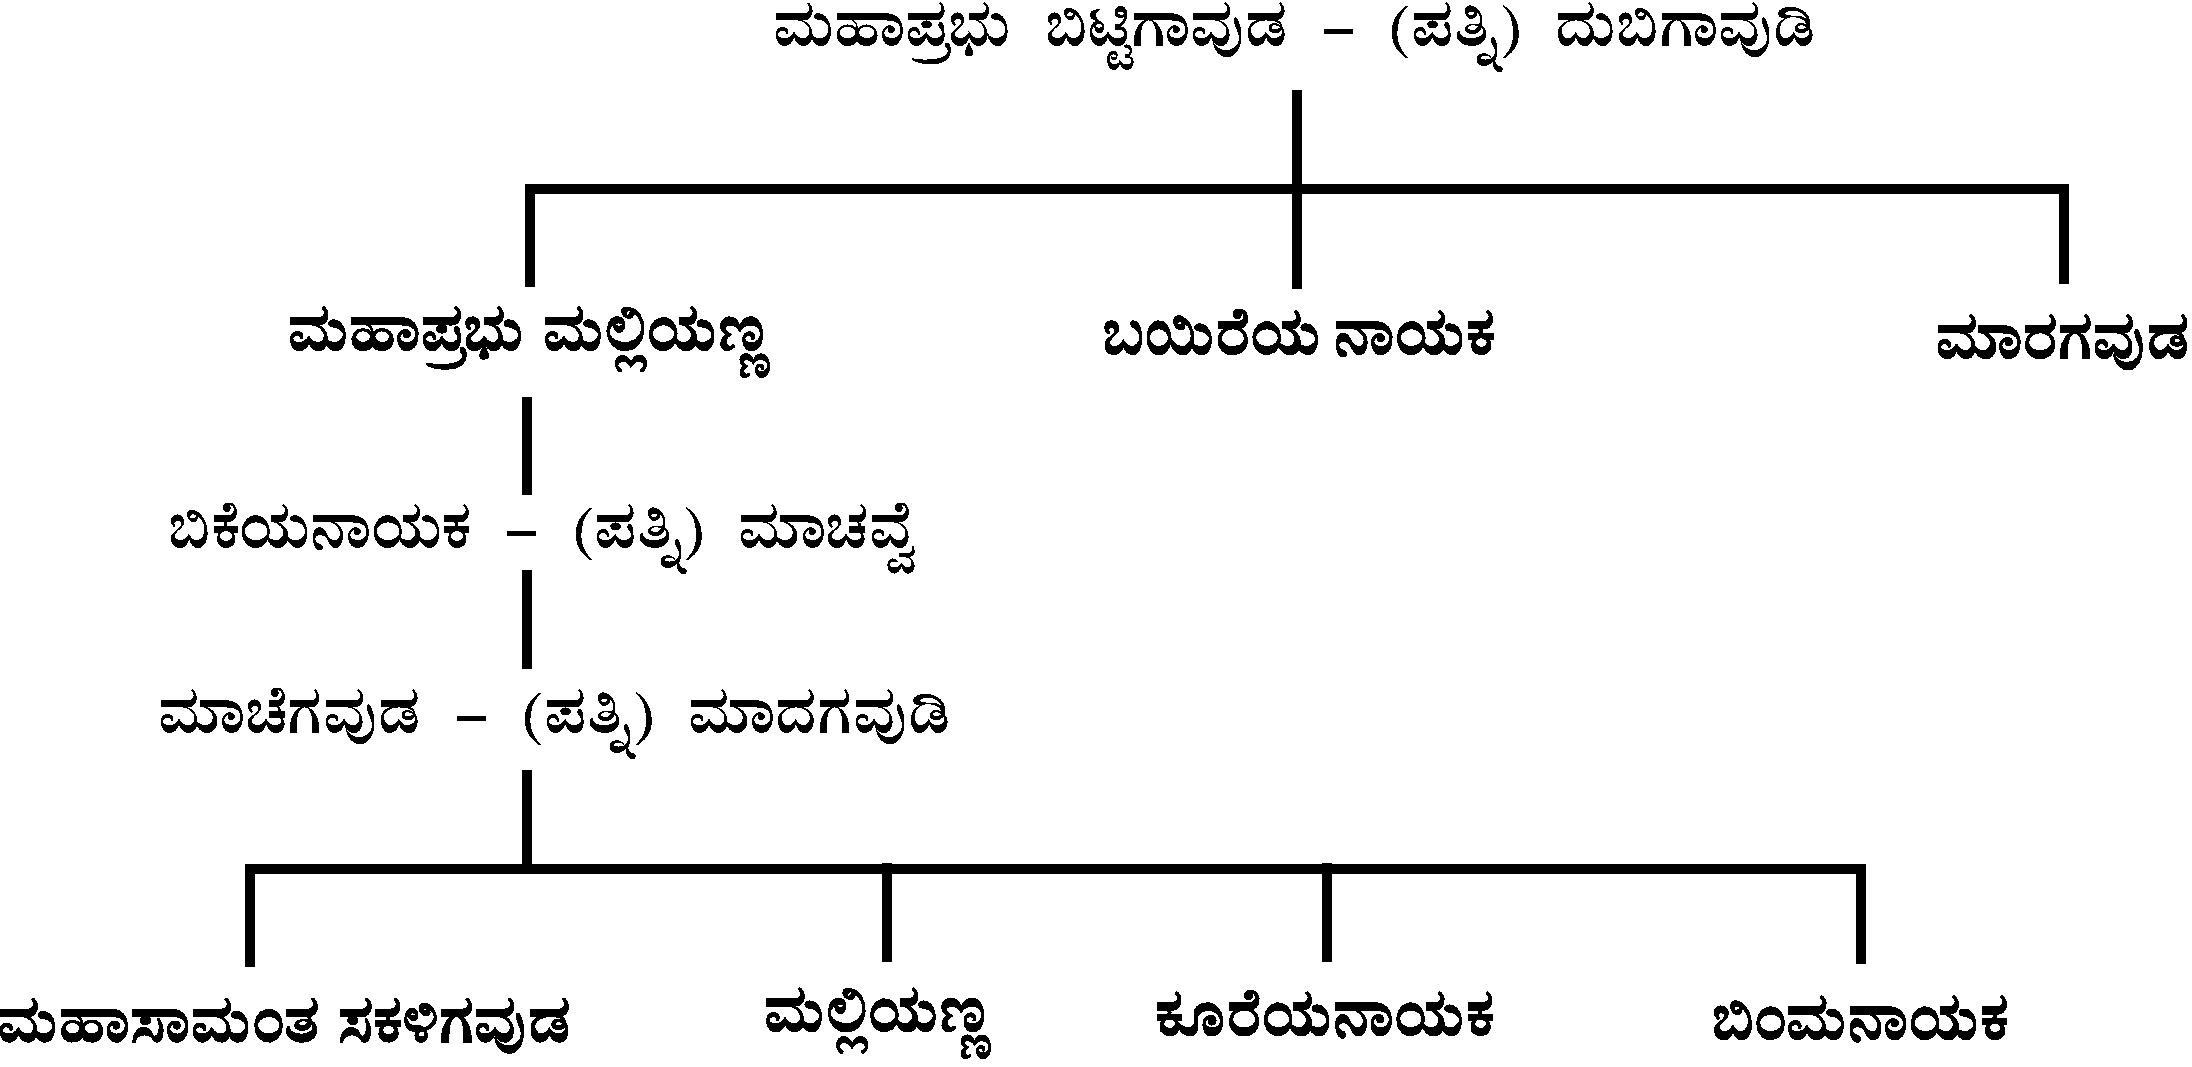 ಮಹಾಪ್ರಭು ಬಿಟ್ಟಿಗಾವುಡ – (ಪತ್ನಿ) ದುಬಿಗಾವುಡಿ
ಮಹಾಪ್ರಭು ಮಲ್ಲಿಯಣ್ಣ ಬಯಿರೆಯ ನಾಯಕ ಮಾರಗವುಡ
ಬಿಕೆಯನಾಯಕ – (ಪತ್ನಿ) ಮಾಚವ್ವೆ
ಮಾಚೆಗವುಡ – (ಪತ್ನಿ) ಮಾದಗವುಡಿ
ಮಹಾಸಾಮಂತ ಸಕಳಿಗವುಡ ಮಲ್ಲಿಯಣ್ಣ ಕೂರೆಯನಾಯಕ ಬಿಂಮನಾಯಕ